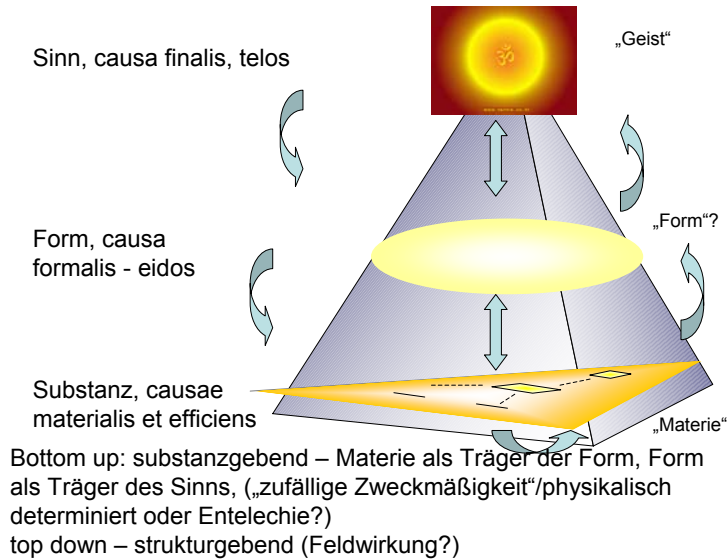 Sinn, causa finalis, telos
„Geist“
ॐ
Form, causa
formalis - eidos
„Form“?
Substanz, causae
materialis et efficiens
„Materie“
Bottom up: substanzgebend – Materie als Träger der Form, Form
als Träger des Sinns, („zufällige Zweckmäßigkeit“/physikalisch
determiniert oder Entelechie?)
top down – strukturgebend (Feldwirkung?)